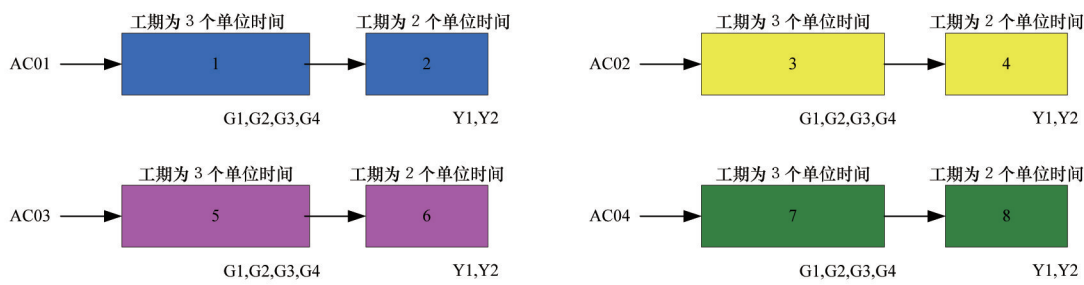 工期为 3 个单位时间 工期为 2 个单位时间 工期为 3 个单位时间 工期为 2 个单位时间
AC01 1 2 AC02 3 4
G1,G2,G3,G4 Y1,Y2 G1,G2,G3,G4 Y1,Y2
工期为 3 个单位时间 工期为 2 个单位时间 工期为 3 个单位时间 工期为 2 个单位时间
AC03 5 6 AC04 7 8
G1,G2,G3,G4 Y1,Y2 G1,G2,G3,G4 Y1,Y2